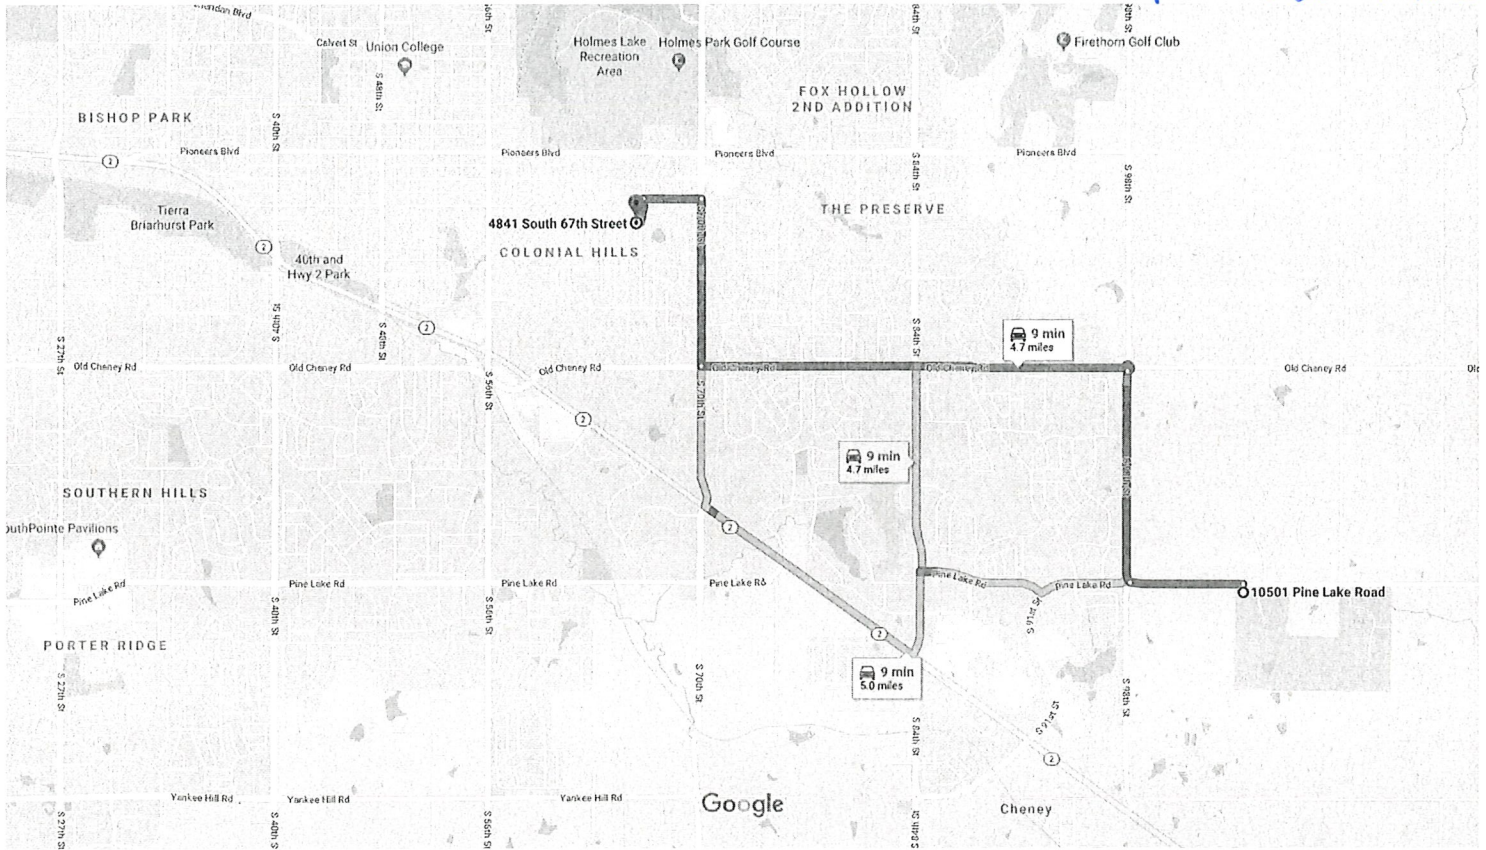 Calvert St
Union College
S 48th St
Holmes Lake
Recreation
Area
Holmes Park Golf Course
Firethorn Golf Club
FOX HOLLOW
2ND ADDITION
BISHOP PARK
S 40th St
Pioneers Blvd
Pioneers Blvd
Pioneers Blvd
Pioneers Blvd
2
S 84th St
S 98th St
Tierra
Briarhurst Park
4841 South 67th Street
THE PRESERVE
COLONIAL HILLS
2
40th and
Hwy 2 Park
S 40th St
S 48th St
2
S 84th St
9 min
4.7 miles
S 27th St
Old Cheney Rd
Old Cheney Rd
Old Cheney Rd
Old Cheney Rd
Old Cheney Rd
Old Cheney Rd
S 56th St
S 70th St
2
9 min
4.7 miles
SOUTHERN HILLS
outhPointe Pavilions
2
Pine Lake Rd
Pine Lake Rd
Pine Lake Rd
Pine Lake Rd
Pine Lake Rd
Pine Lake Rd
10501 Pine Lake Road
S 40th St
S 56th St
S 91st St
2
PORTER RIDGE
9 min
5.0 miles
S 27th St
S 70th St
S 98th St
S 84th St
S 91st St
2
Yankee Hill Rd
Yankee Hill Rd
Yankee Hill Rd
Google
Cheney
S 27th St
S 40th St
S 56th St